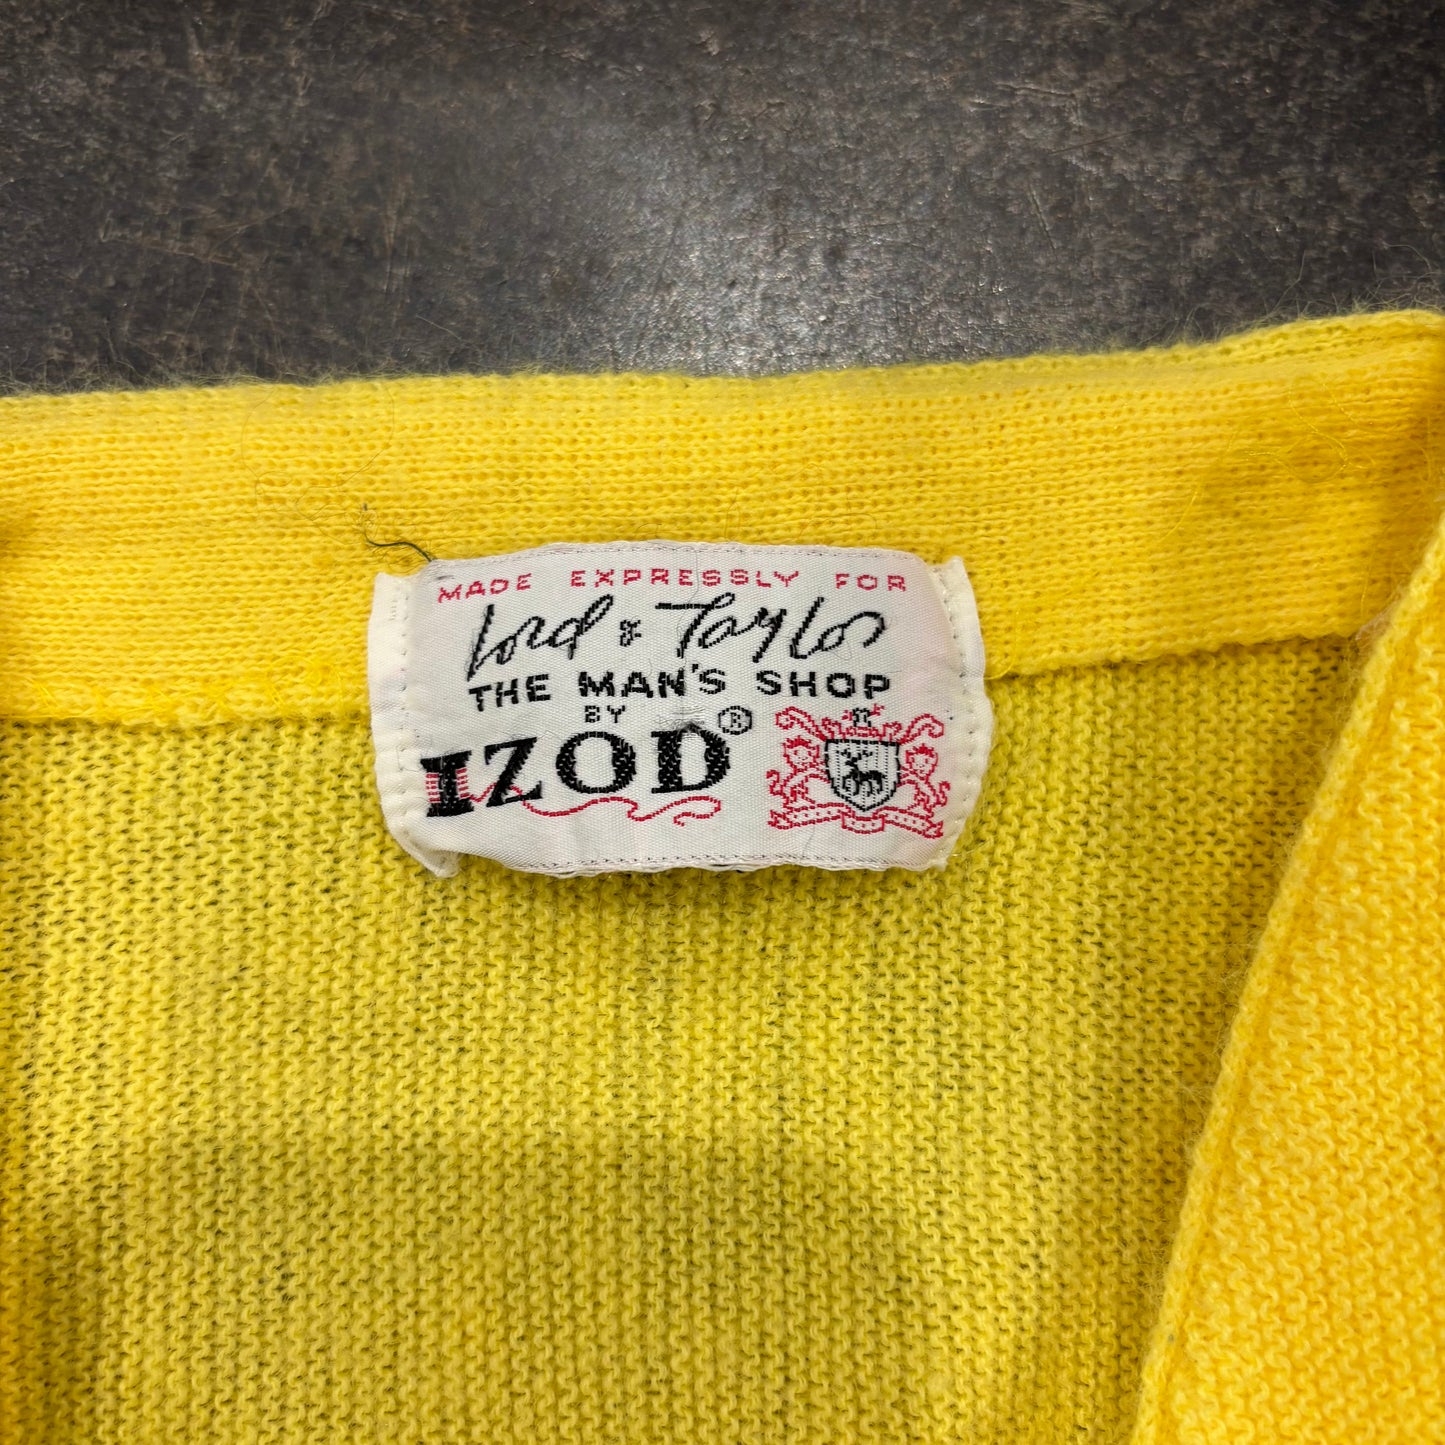 MADE EXPRESSLY FOR
Lord & Taylor
THE MAN'S SHOP
BY
IZOD®